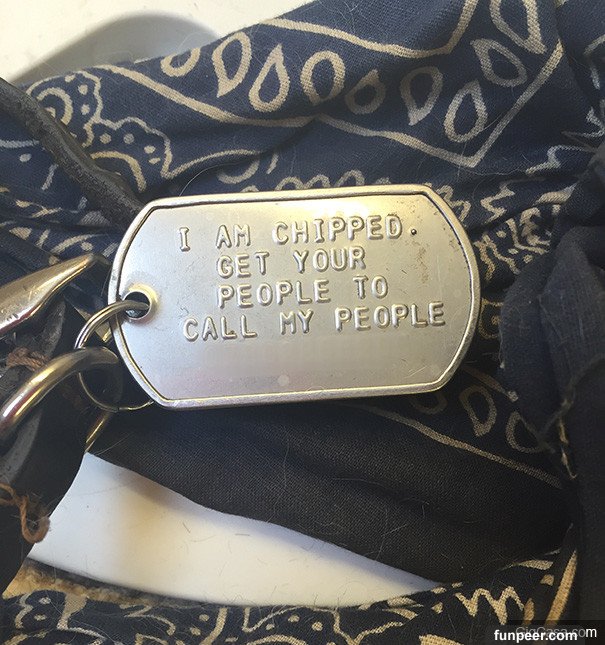 I AM CHIPPED.
GET YOUR
PEOPLE TO
CALL MY PEOPLE
funpeer.com